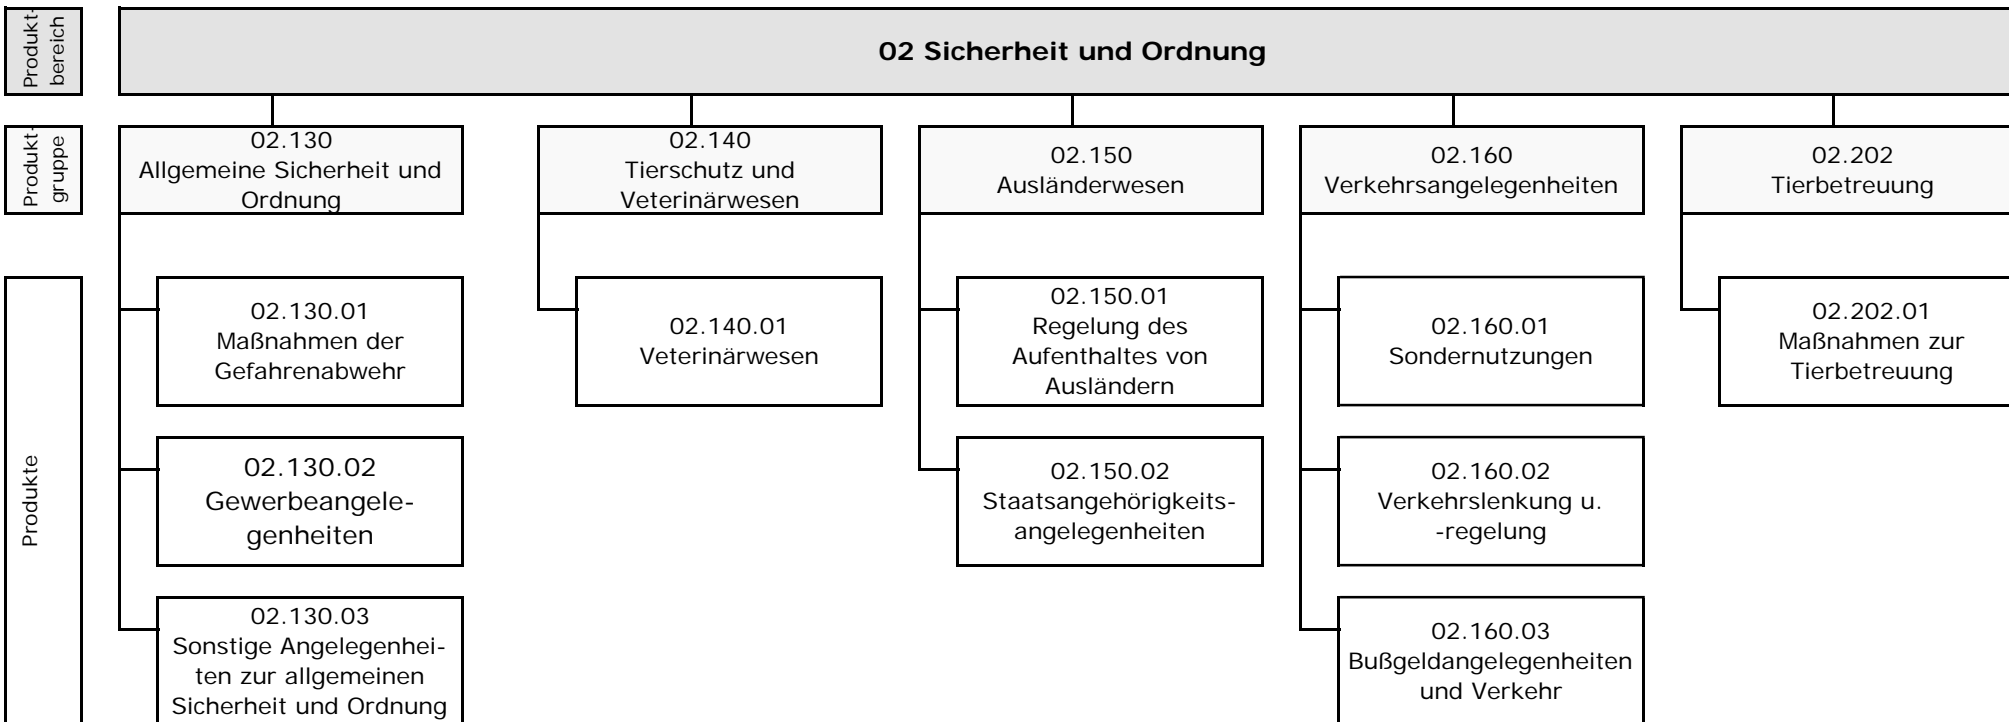 Produkt-
bereich
02 Sicherheit und Ordnung
Produkt-
gruppe
02.130
Allgemeine Sicherheit und
Ordnung
02.140
Tierschutz und
Veterinärwesen
02.150
Ausländerwesen
02.160
Verkehrsangelegenheiten
02.202
Tierbetreuung
Produkte
02.130.01
Maßnahmen der
Gefahrenabwehr
02.140.01
Veterinärwesen
02.150.01
Regelung des
Aufenthaltes von
Ausländern
02.160.01
Sondernutzungen
02.202.01
Maßnahmen zur
Tierbetreuung
02.130.02
Gewerbeangele-
genheiten
02.150.02
Staatsangehörigkeits-
angelegenheiten
02.160.02
Verkehrslenkung u.
-regelung
02.130.03
Sonstige Angelegenhei-
ten zur allgemeinen
Sicherheit und Ordnung
02.160.03
Bußgeldangelegenheiten
und Verkehr